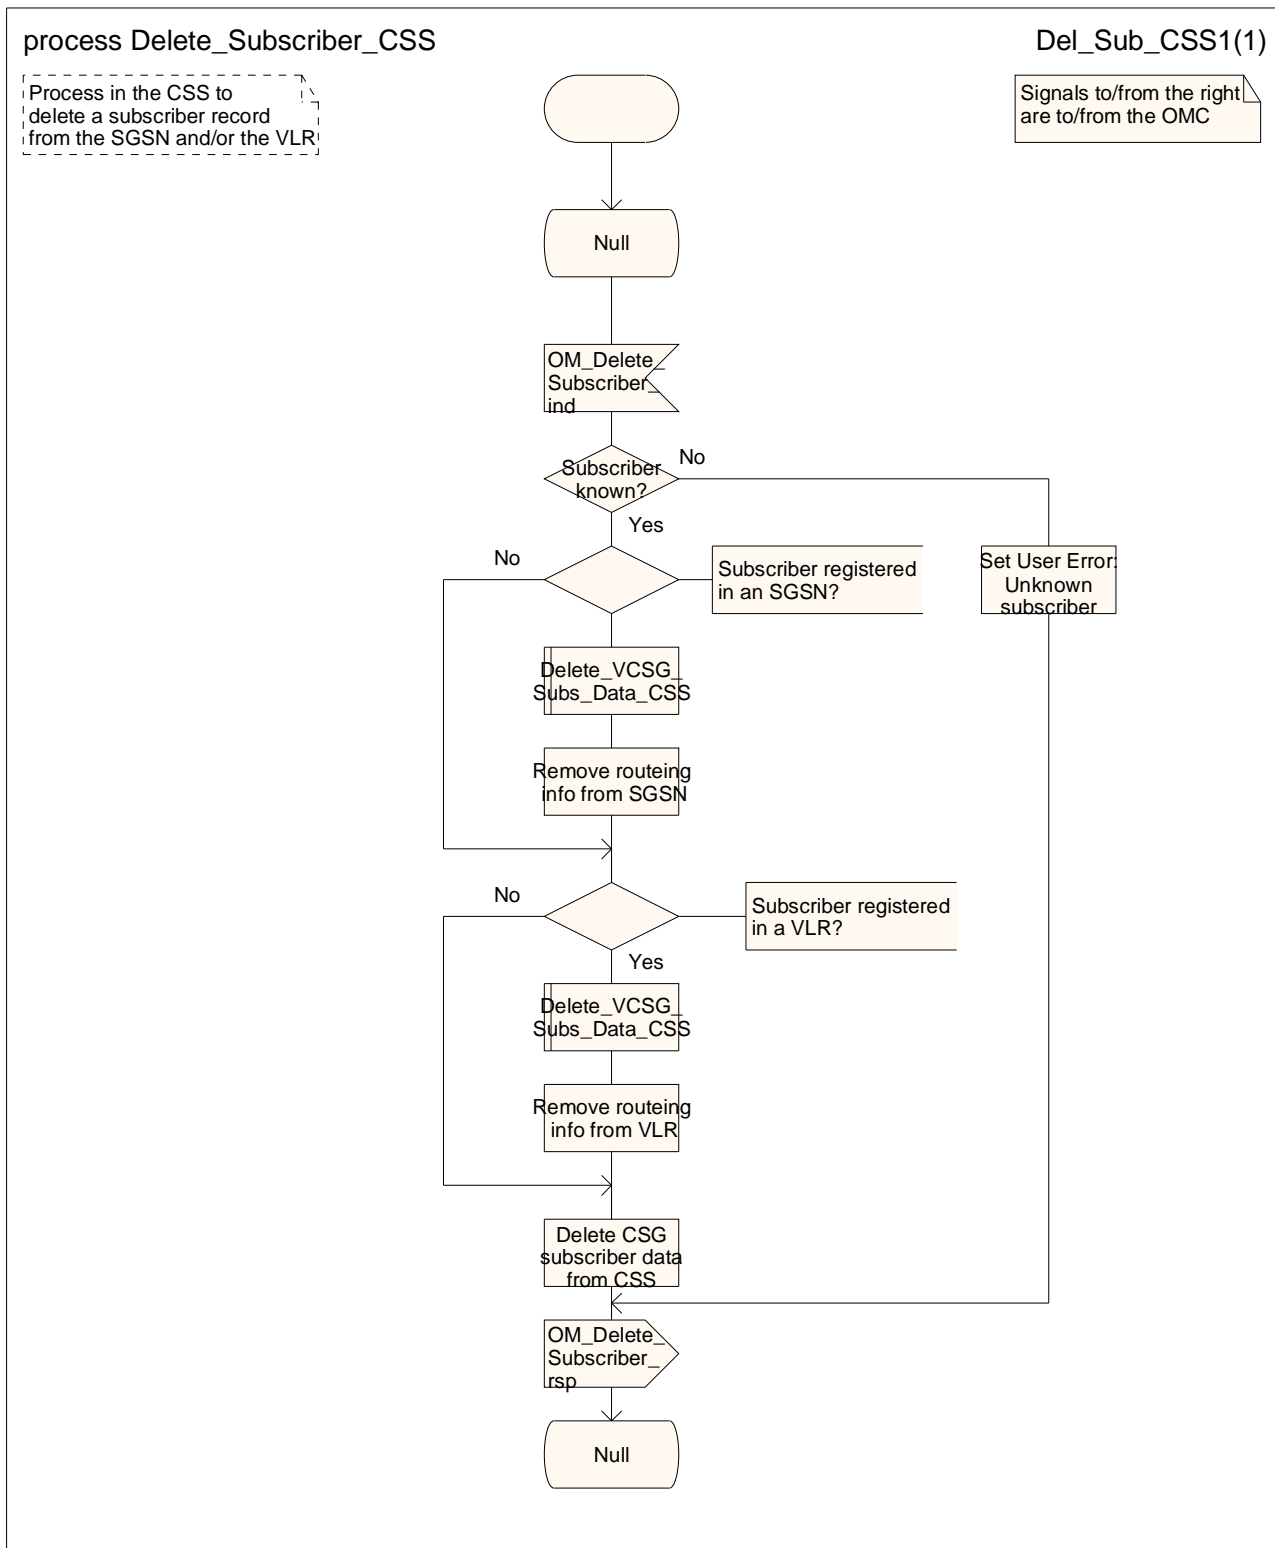 process Delete_Subscriber_CSS
Del_Sub_CSS1(1)
Process in the CSS to
delete a subscriber record
from the SGSN and/or the VLR
Signals to/from the right
are to/from the OMC
Null
OM_Delete_
Subscriber_
ind
Subscriber
known?
No
Yes
No
Subscriber registered
in an SGSN?
Set User Error:
Unknown
subscriber
Delete_VCSG_
Subs_Data_CSS
Remove routeing
info from SGSN
No
Subscriber registered
in a VLR?
Yes
Delete_VCSG_
Subs_Data_CSS
Remove routeing
info from VLR
Delete CSG
subscriber data
from CSS
OM_Delete_
Subscriber_
rsp
Null